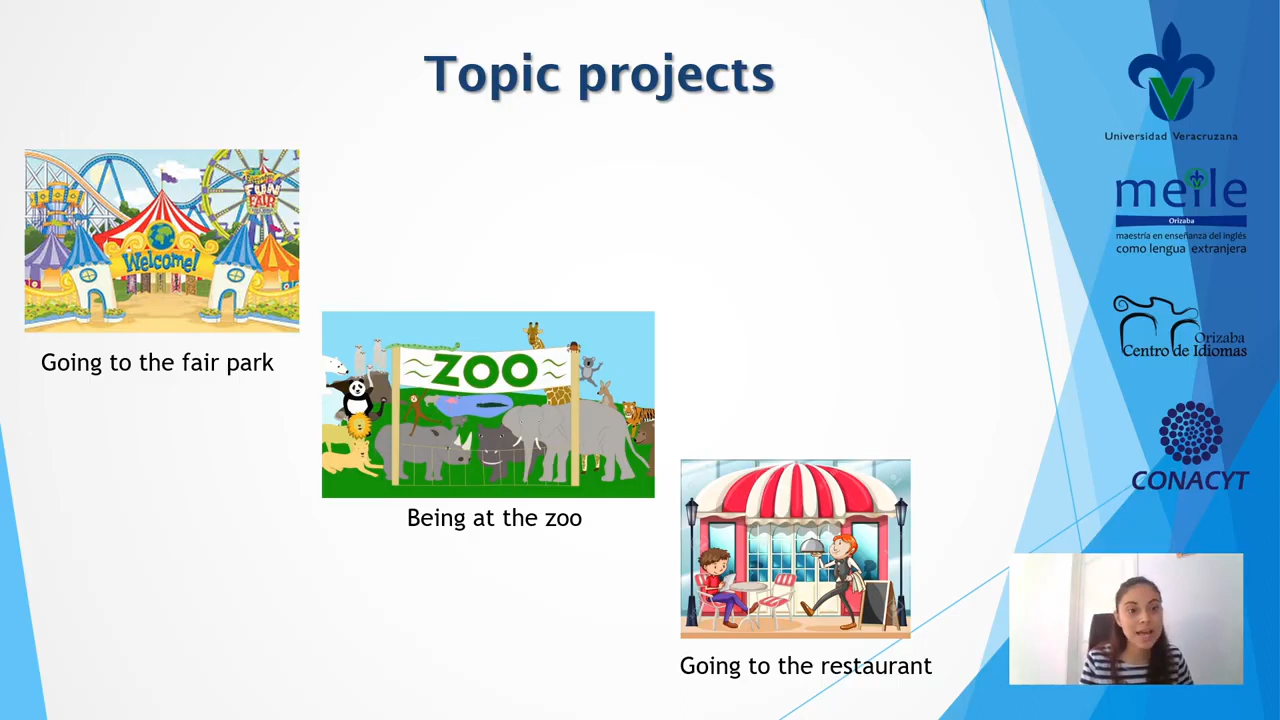 Topic projects
FUN
FAIR
Welcome!
Going to the fair park
ZOO
Being at the zoo
Going to the restaurant
Universidad Veracruzana
meile
Orizaba
maestría en enseñanza del inglés
como lengua extranjera
Orizaba
Centro de Idiomas
CONACYT